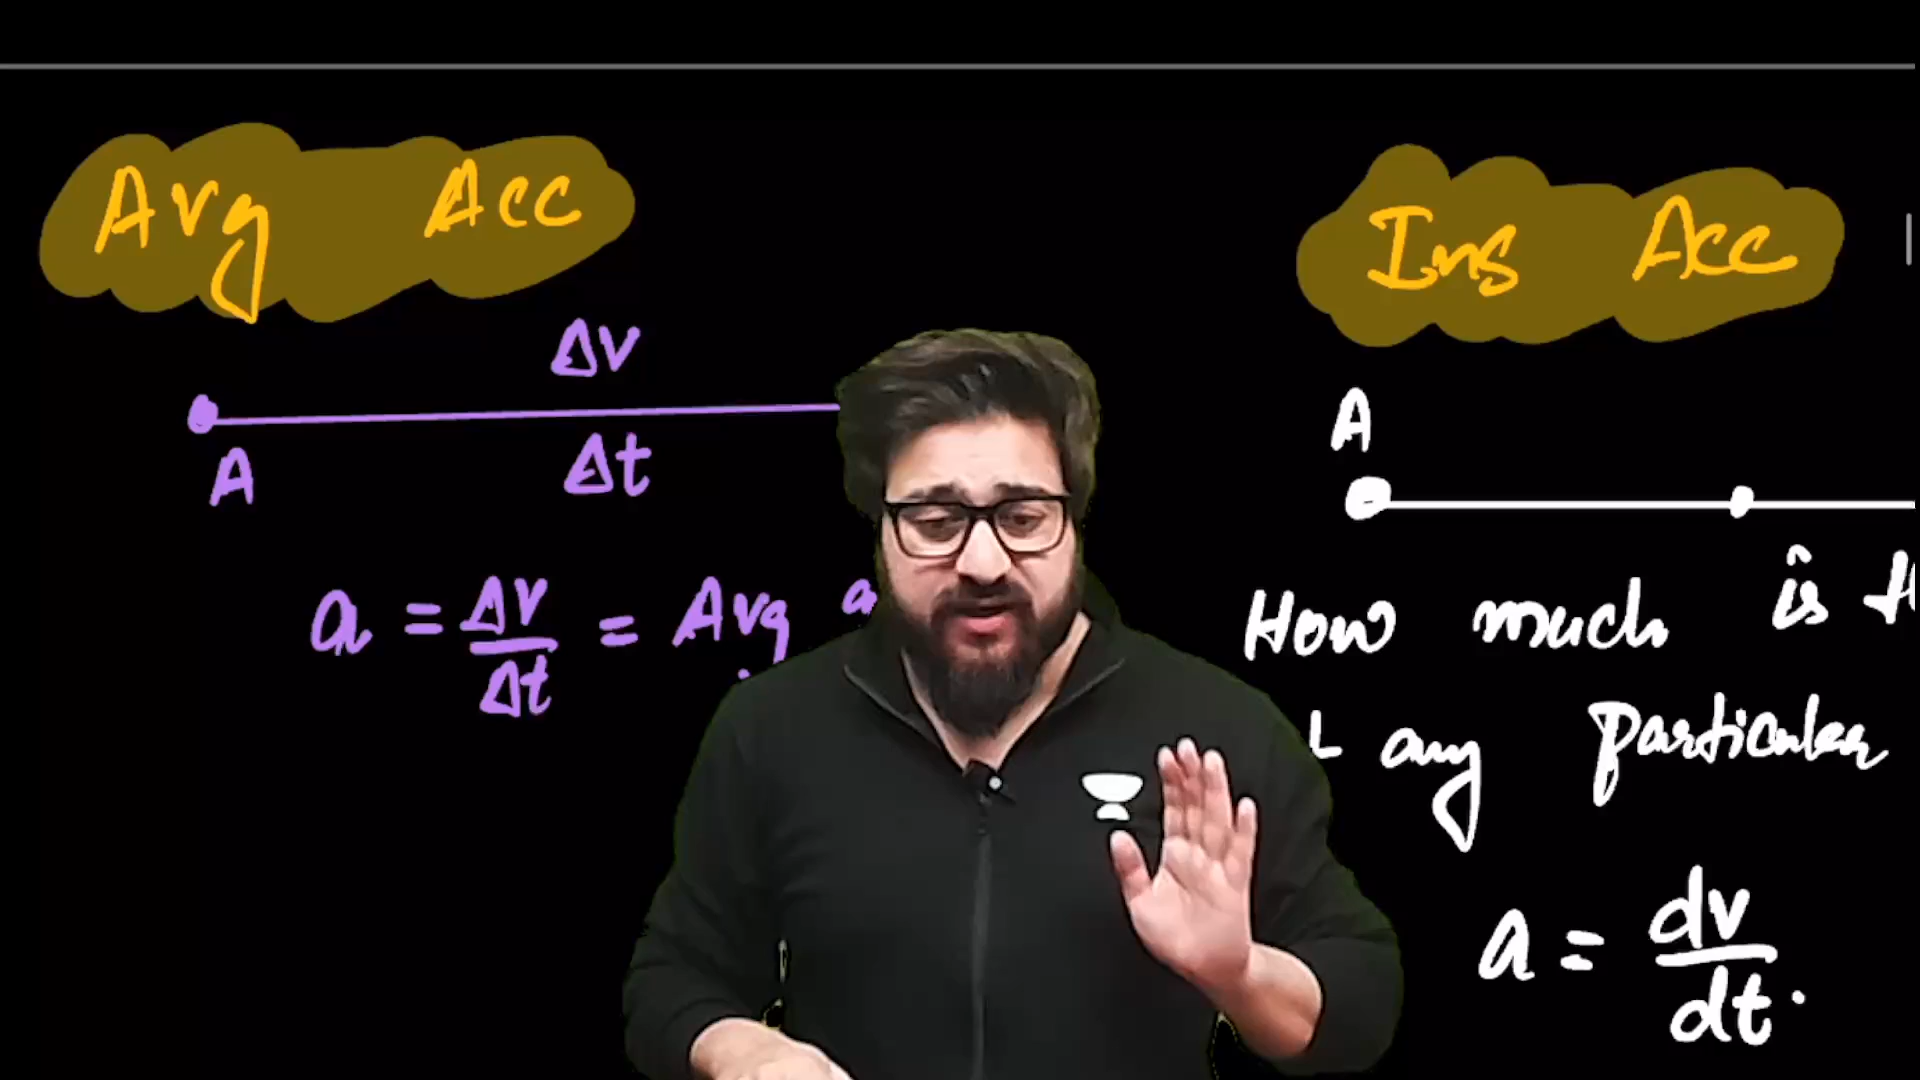 Avg Acc
Δv
A
Δt
a = Δv/Δt = Avg
Ins Acc
A
How much is
any particular
a = dv/dt.